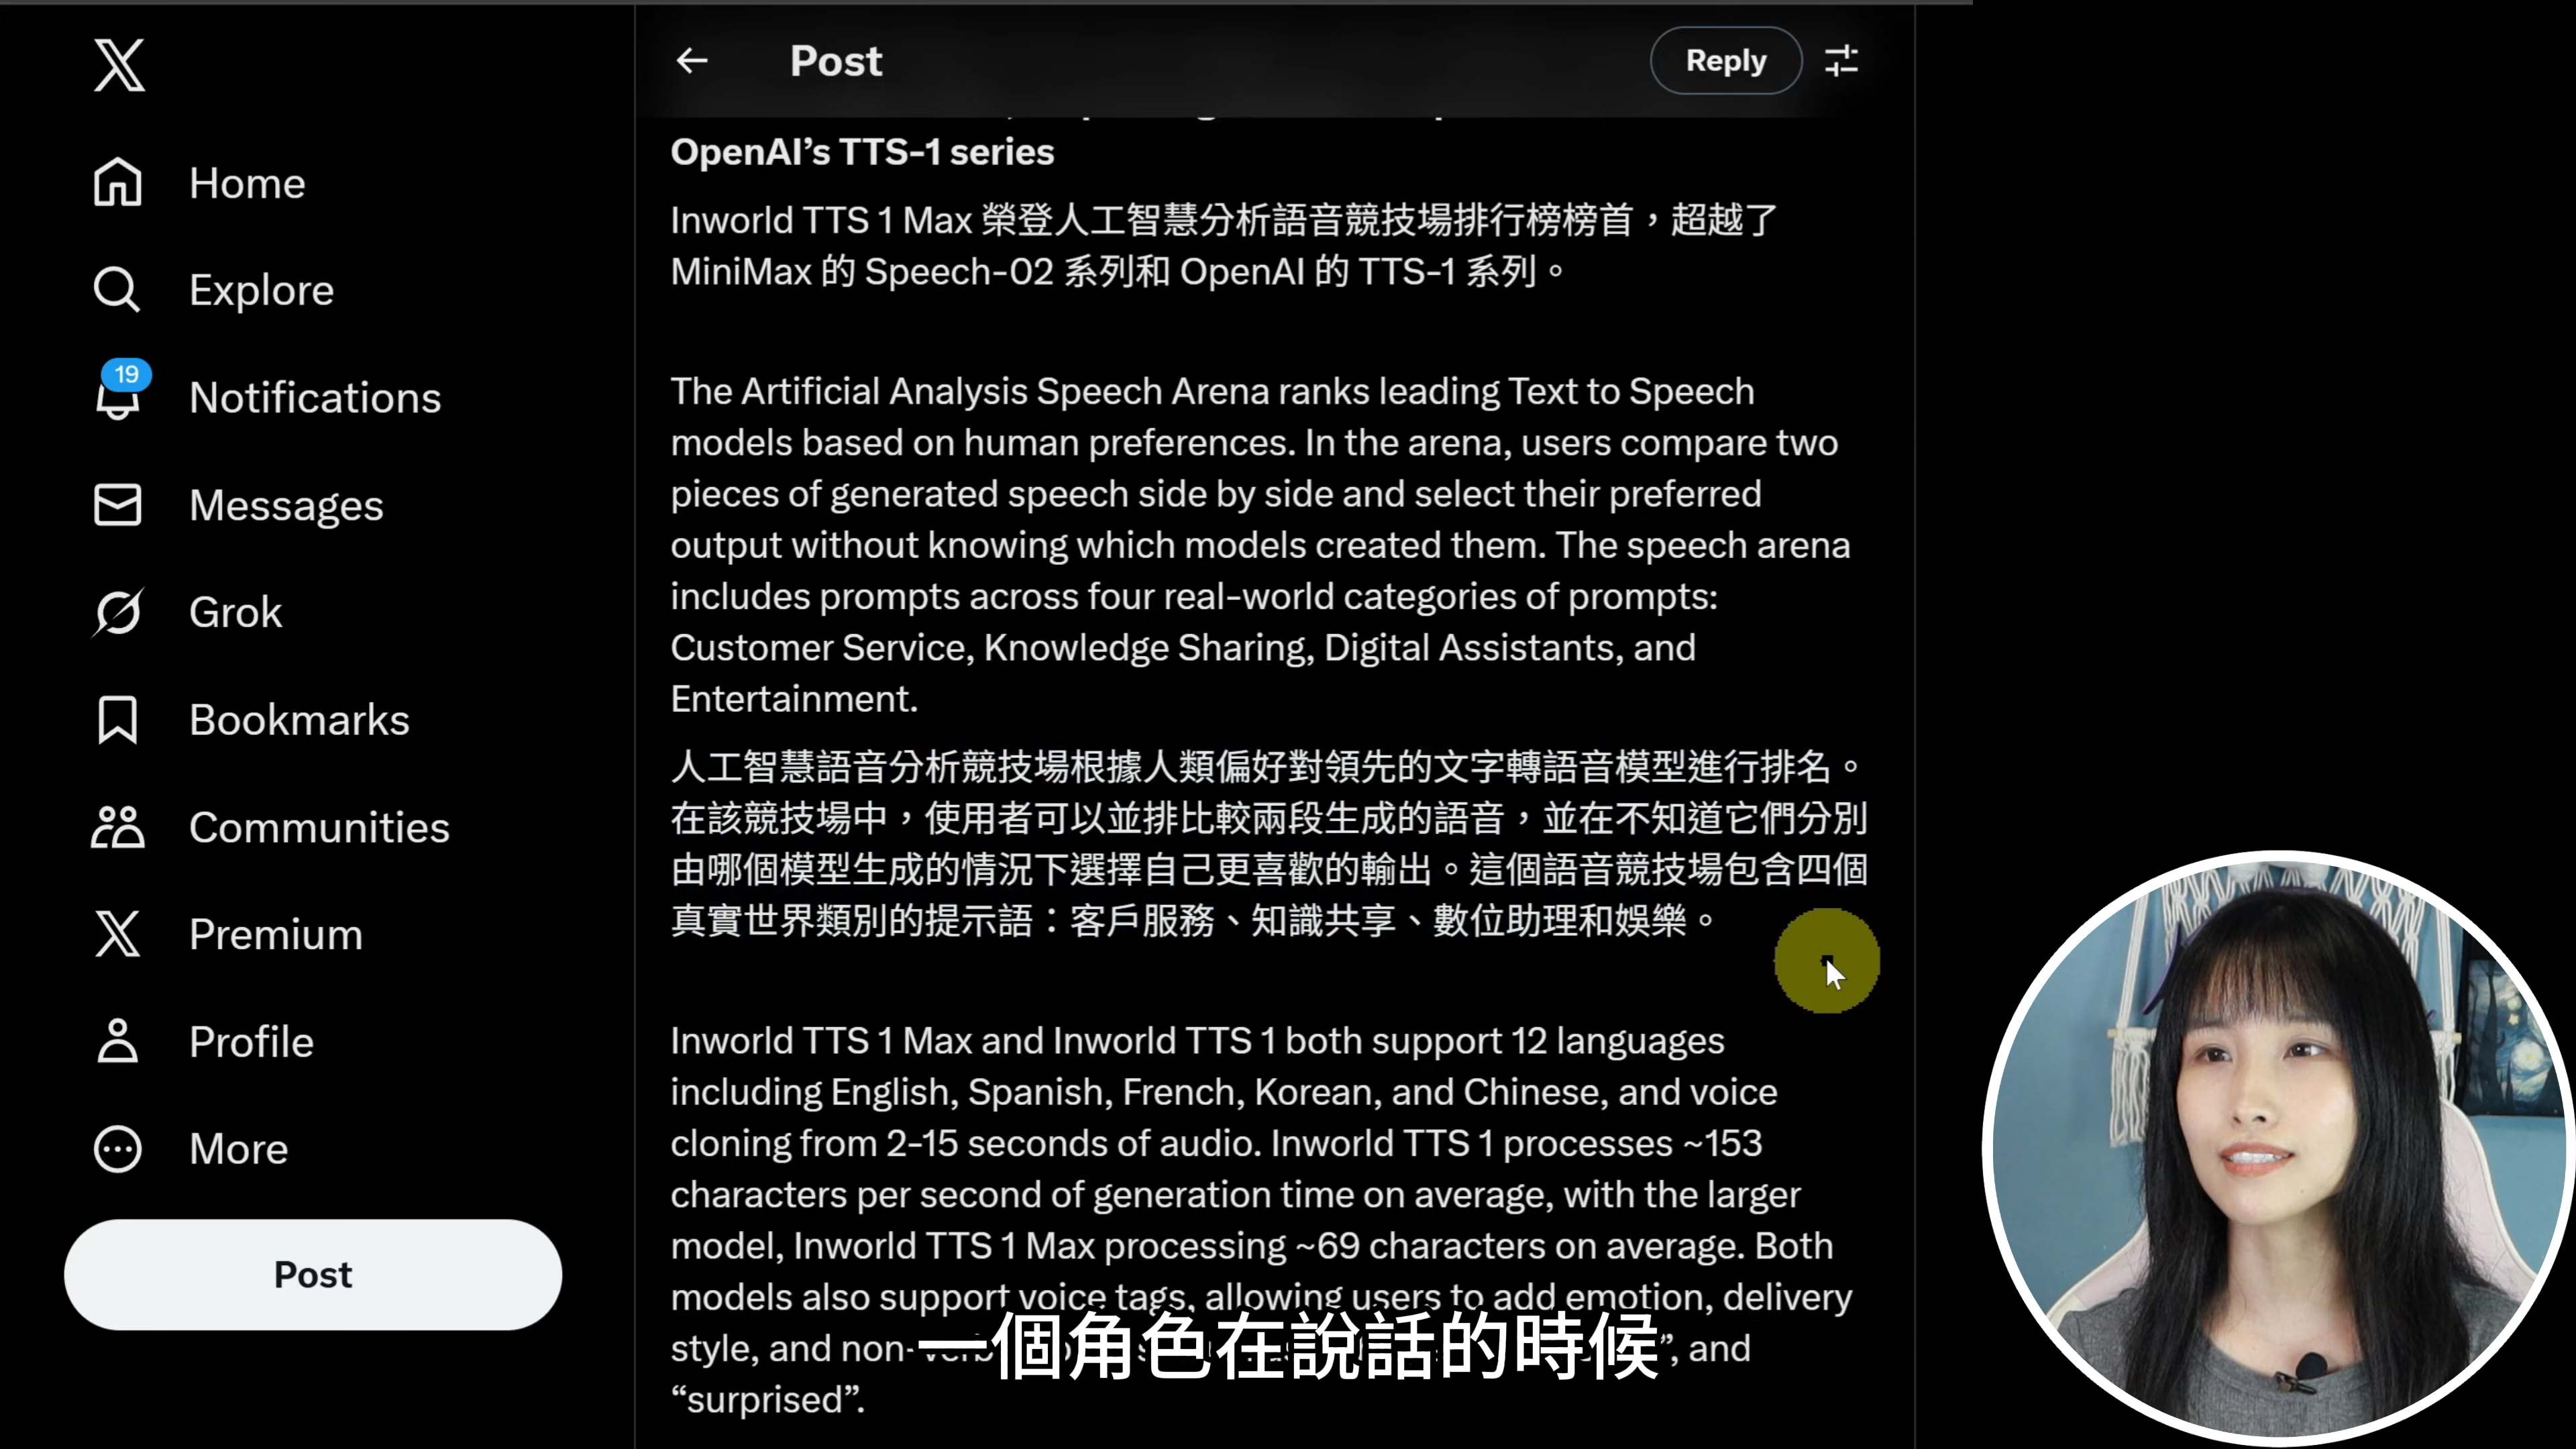 Home
Explore
19
Notifications
Messages
Grok
Bookmarks
Communities
Premium
Profile
More
Post
Post
Reply
OpenAI’s TTS-1 series
Inworld TTS 1 Max 榮登人工智慧分析語音競技場排行榜榜首，超越了
MiniMax 的 Speech-02 系列和 OpenAI 的 TTS-1 系列。
The Artificial Analysis Speech Arena ranks leading Text to Speech
models based on human preferences. In the arena, users compare two
pieces of generated speech side by side and select their preferred
output without knowing which models created them. The speech arena
includes prompts across four real-world categories of prompts:
Customer Service, Knowledge Sharing, Digital Assistants, and
Entertainment.
人工智慧語音分析競技場根據人類偏好對領先的文字轉語音模型進行排名。
在該競技場中，使用者可以並排比較兩段生成的語音，並在不知道它們分別
由哪個模型生成的情況下選擇自己更喜歡的輸出。這個語音競技場包含四個
真實世界類別的提示語：客戶服務、知識共享、數位助理和娛樂。
Inworld TTS 1 Max and Inworld TTS 1 both support 12 languages
including English, Spanish, French, Korean, and Chinese, and voice
cloning from 2-15 seconds of audio. Inworld TTS 1 processes ~153
characters per second of generation time on average, with the larger
model, Inworld TTS 1 Max processing ~69 characters on average. Both
models also support voice tags, allowing users to add emotion, delivery
style, and non- ”, and
“surprised”.
一個角色在說話的時候